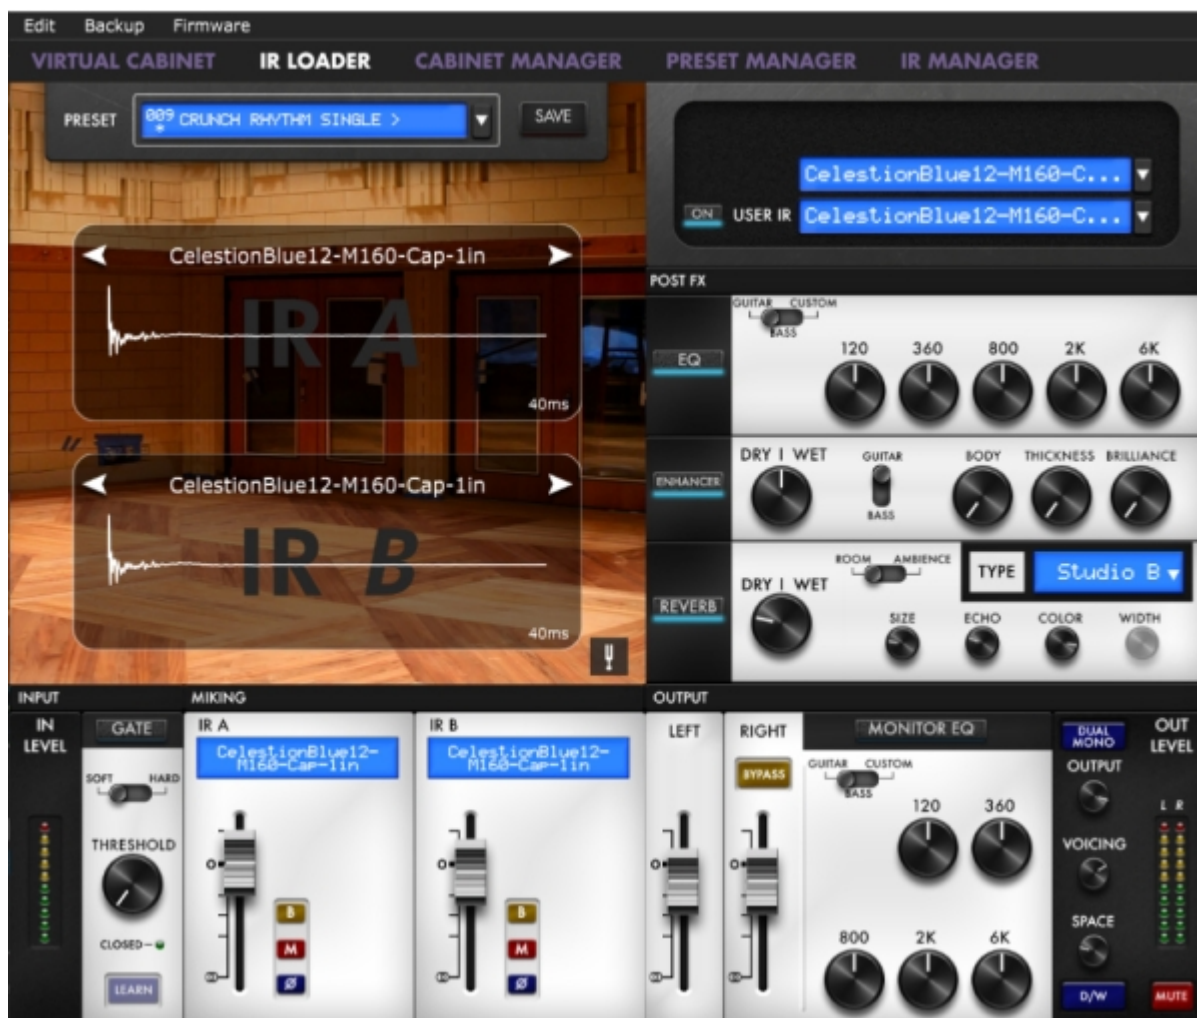 Edit Backup Firmware
VIRTUAL CABINET IR LOADER CABINET MANAGER PRESET MANAGER IR MANAGER
PRESET 009 * CRUNCH RHYTHM SINGLE > SAVE
CelestionBlue12-M160-C...
ON USER IR CelestionBlue12-M160-C...
CelestionBlue12-M160-Cap-1in
IR A
40ms
CelestionBlue12-M160-Cap-1in
IR B
40ms
POST FX
EQ
GUITAR CUSTOM
BASS
120 360 800 2K 6K
ENHANCER
DRY | WET GUITAR BODY THICKNESS BRILLIANCE
BASS
REVERB
DRY | WET
ROOM AMBIENCE
TYPE Studio B
SIZE ECHO COLOR WIDTH
INPUT
IN
LEVEL
GATE
SOFT HARD
THRESHOLD
CLOSED
LEARN
MIKING
IR A
CelestionBlue12-
M160-Cap-1in
0
∞
B
M
Ø
IR B
CelestionBlue12-
M160-Cap-1in
0
∞
B
M
Ø
OUTPUT
LEFT
0
∞
RIGHT
BYPASS
0
∞
MONITOR EQ
GUITAR CUSTOM
BASS
120 360
800 2K 6K
DUAL
MONO
OUTPUT
VOICING
SPACE
D/W
OUT
LEVEL
L R
MUTE